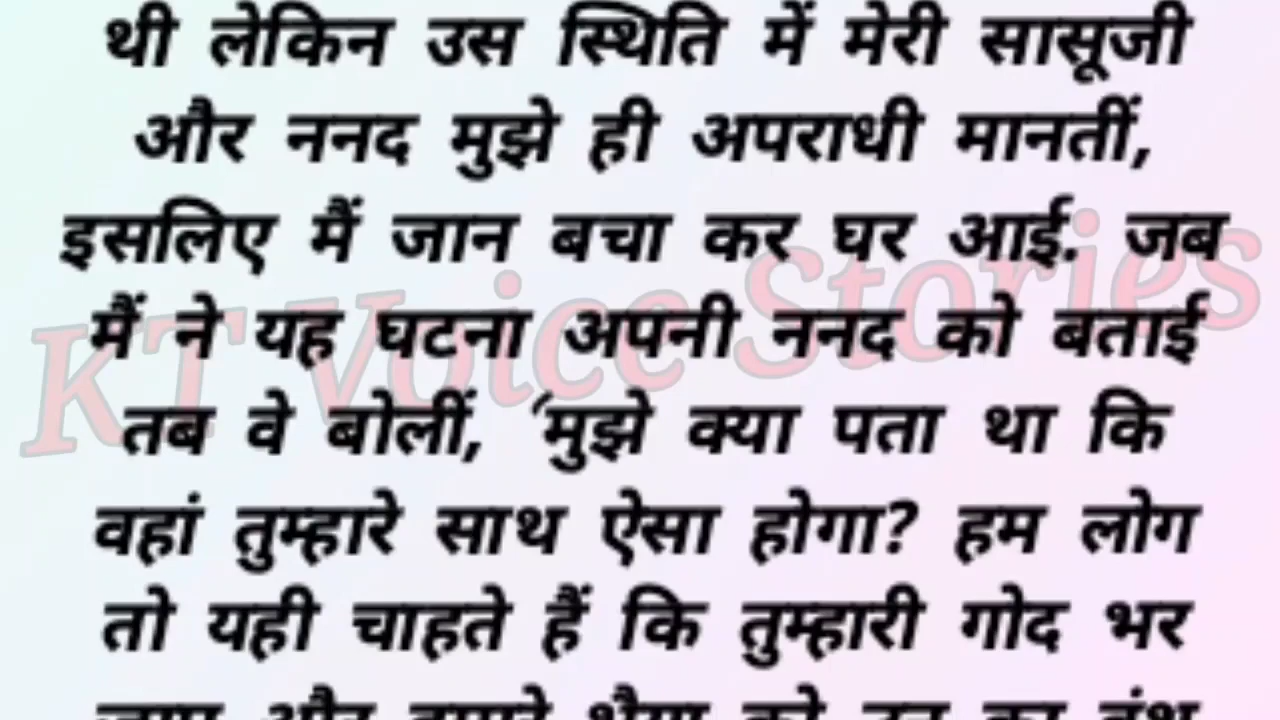 थी लेकिन उस स्थिति में मेरी सासूजी
और ननद मुझे ही अपराधी मानतीं,
इसलिए मैं जान बचा कर घर आई. जब
मैं ने यह घटना अपनी ननद को बताई
तब वे बोलीं, ‘मुझे क्या पता था कि
वहां तुम्हारे साथ ऐसा होगा? हम लोग
तो यही चाहते हैं कि तुम्हारी गोद भर
KT Voice Stories